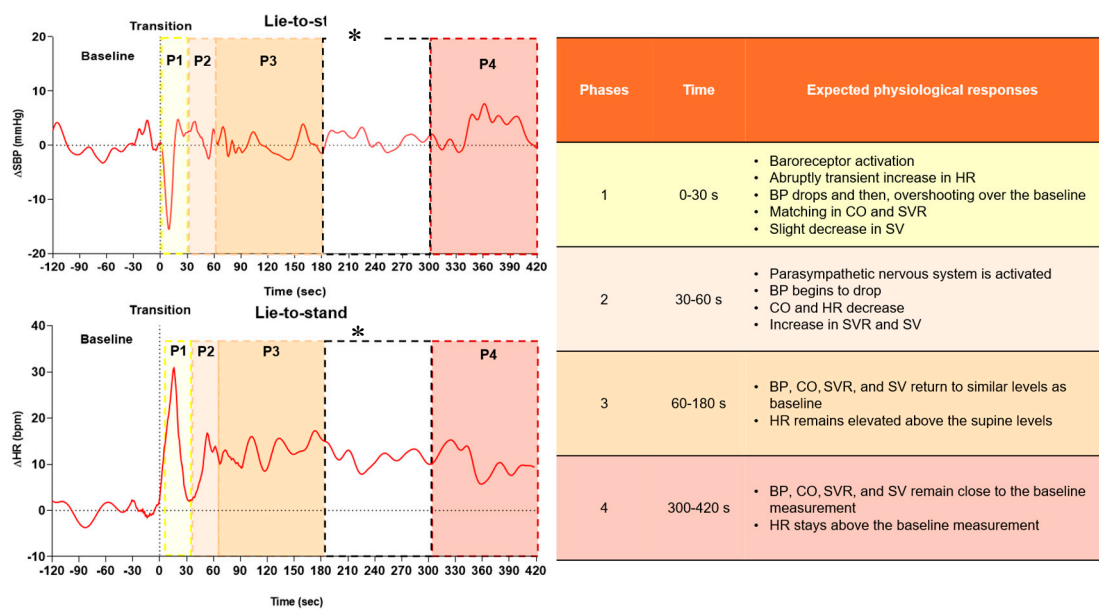 Transition
Lie-to-st
*
Baseline
P1
P2
P3
P4
20
10
0
-10
-20
ΔSBP (mmHg)
-120 -90 -60 -30 0 30 60 90 120 150 180 210 240 270 300 330 360 390 420
Time (sec)
Transition
Lie-to-stand
*
Baseline
P1
P2
P3
P4
40
30
20
10
0
-10
ΔHR (bpm)
-120 -90 -60 -30 0 30 60 90 120 150 180 210 240 270 300 330 360 390 420
Time (sec)
Phases Time Expected physiological responses
1 0-30 s
• Baroreceptor activation
• Abruptly transient increase in HR
• BP drops and then, overshooting over the baseline
• Matching in CO and SVR
• Slight decrease in SV
2 30-60 s
• Parasympathetic nervous system is activated
• BP begins to drop
• CO and HR decrease
• Increase in SVR and SV
3 60-180 s
• BP, CO, SVR, and SV return to similar levels as
baseline
• HR remains elevated above the supine levels
4 300-420 s
• BP, CO, SVR, and SV remain close to the baseline
measurement
• HR stays above the baseline measurement